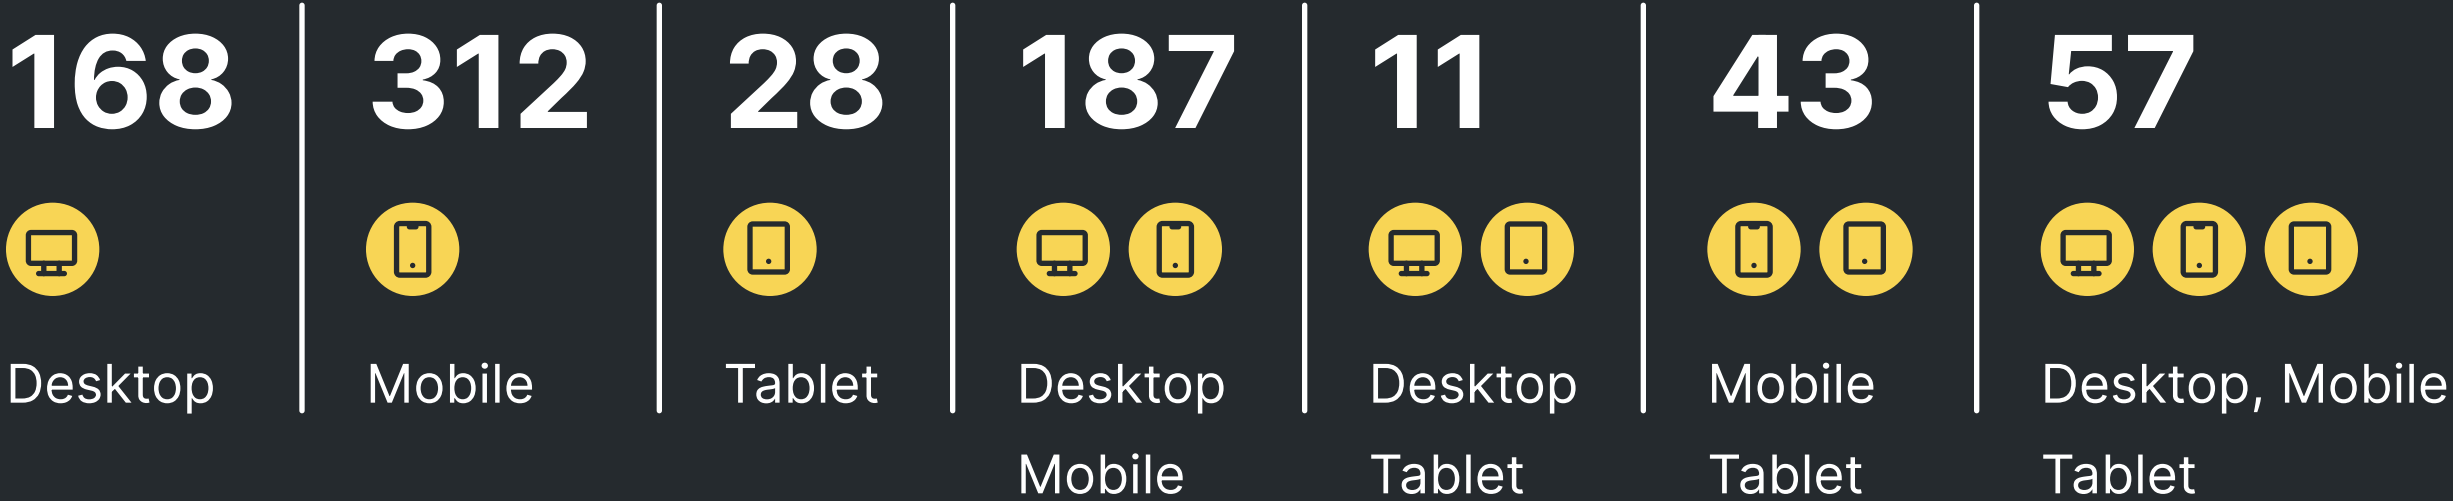 168
Desktop
312
Mobile
28
Tablet
187
Desktop
Mobile
11
Desktop
Tablet
43
Mobile
Tablet
57
Desktop, Mobile
Tablet